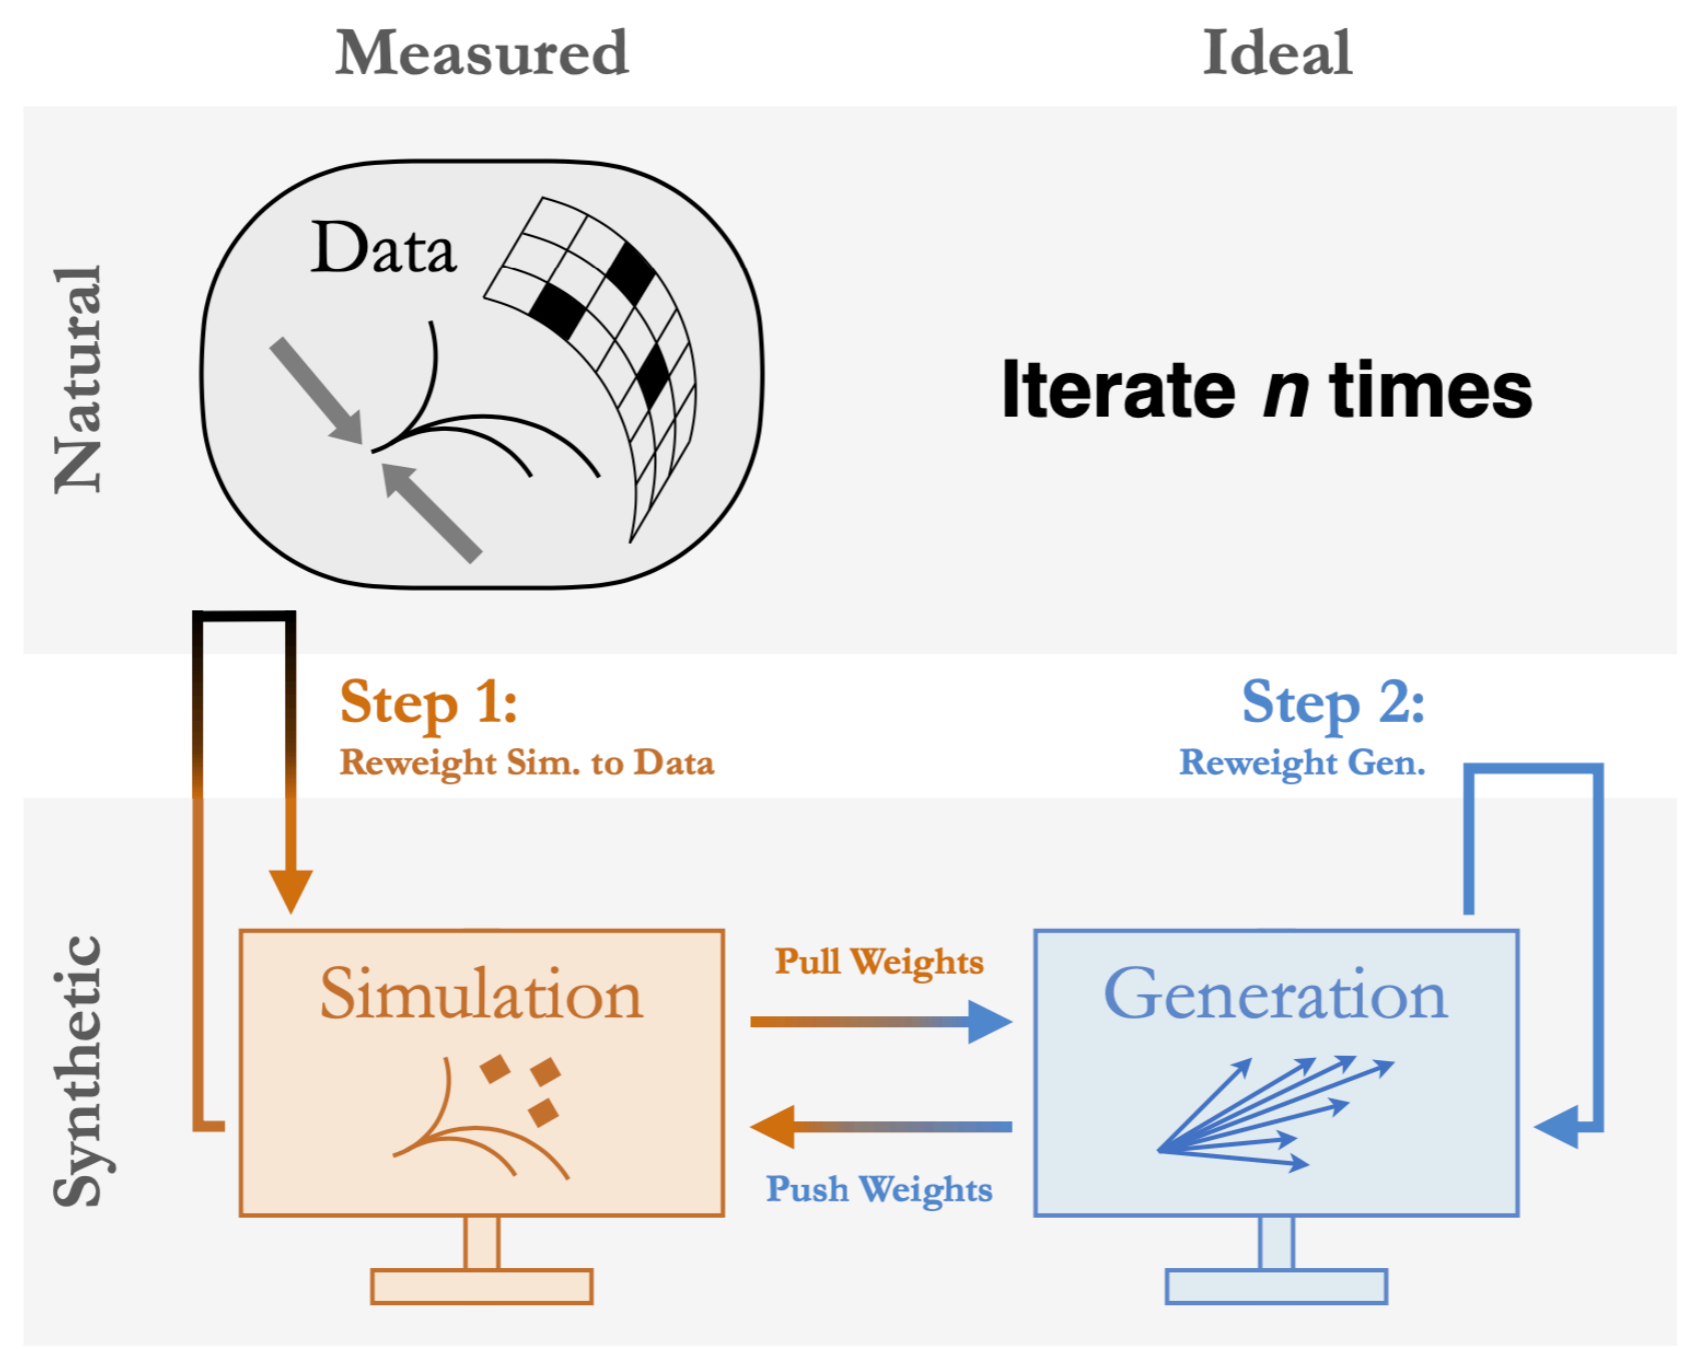 Measured
Ideal
Natural
Data
Iterate n times
Step 1:
Reweight Sim. to Data
Step 2:
Reweight Gen.
Synthetic
Simulation
Pull Weights
Push Weights
Generation